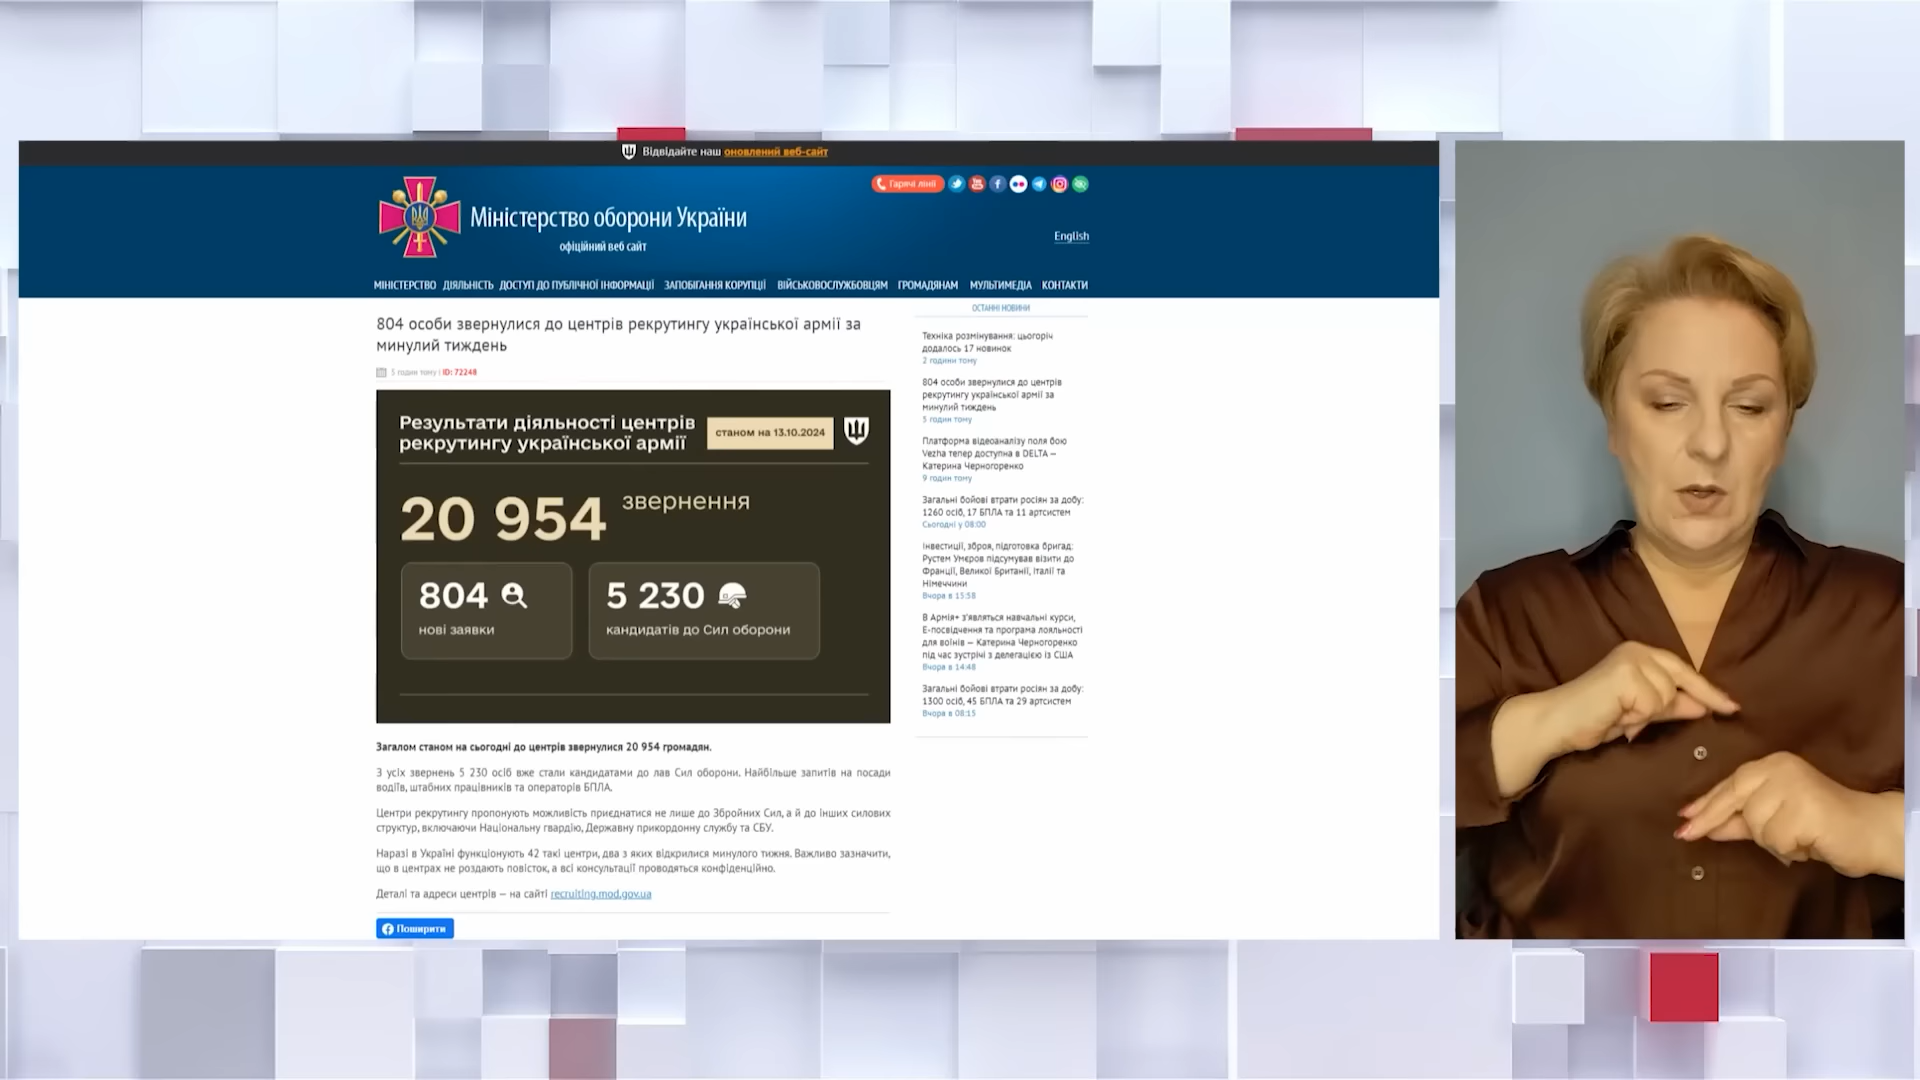 Відвідайте наш оновлений веб-сайт
Гарячі лінії
Міністерство оборони України
офіційний веб сайт
English
МІНІСТЕРСТВО ДІЯЛЬНІСТЬ ДОСТУП ДО ПУБЛІЧНОЇ ІНФОРМАЦІЇ ЗАПОБІГАННЯ КОРУПЦІЇ ВІЙСЬКОВОСЛУЖБОВЦЯМ ГРОМАДЯНАМ МУЛЬТИМЕДІА КОНТАКТИ
804 особи звернулися до центрів рекрутингу української армії за
минулий тиждень
5 годин тому | ID: 72248
Результати діяльності центрів
рекрутингу української армії
станом на 13.10.2024
20 954 звернення
804
нові заявки
5 230
кандидатів до Сил оборони
Загалом станом на сьогодні до центрів звернулися 20 954 громадян.
З усіх звернень 5 230 осіб вже стали кандидатами до лав Сил оборони. Найбільше запитів на посади
водіїв, штабних працівників та операторів БПЛА.
Центри рекрутингу пропонують можливість приєднатися не лише до Збройних Сил, а й до інших силових
структур, включаючи Національну гвардію, Державну прикордонну службу та СБУ.
Наразі в Україні функціонують 42 такі центри, два з яких відкрилися минулого тижня. Важливо зазначити,
що в центрах не роздають повісток, а всі консультації проводяться конфіденційно.
Деталі та адреси центрів — на сайті recruiting.mod.gov.ua
Поширити
ОСТАННІ НОВИНИ
Техніка розмінування: цьогоріч
додалось 17 новинок
2 години тому
804 особи звернулися до центрів
рекрутингу української армії за
минулий тиждень
5 годин тому
Платформа відеоаналізу поля бою
Vezha тепер доступна в DELTA —
Катерина Черногоренко
9 годин тому
Загальні бойові втрати росіян за добу:
1260 осіб, 17 БПЛА та 11 артсистем
Сьогодні у 08:00
Інвестиції, зброя, підготовка бригад:
Рустем Умєров підсумував візити до
Франції, Великої Британії, Італії та
Німеччини
Вчора в 15:58
В Армія+ з'являться навчальні курси,
Е-посвідчення та програма лояльності
для воїнів — Катерина Черногоренко
під час зустрічі з делегацією із США
Вчора в 14:48
Загальні бойові втрати росіян за добу:
1300 осіб, 45 БПЛА та 29 артсистем
Вчора в 08:15